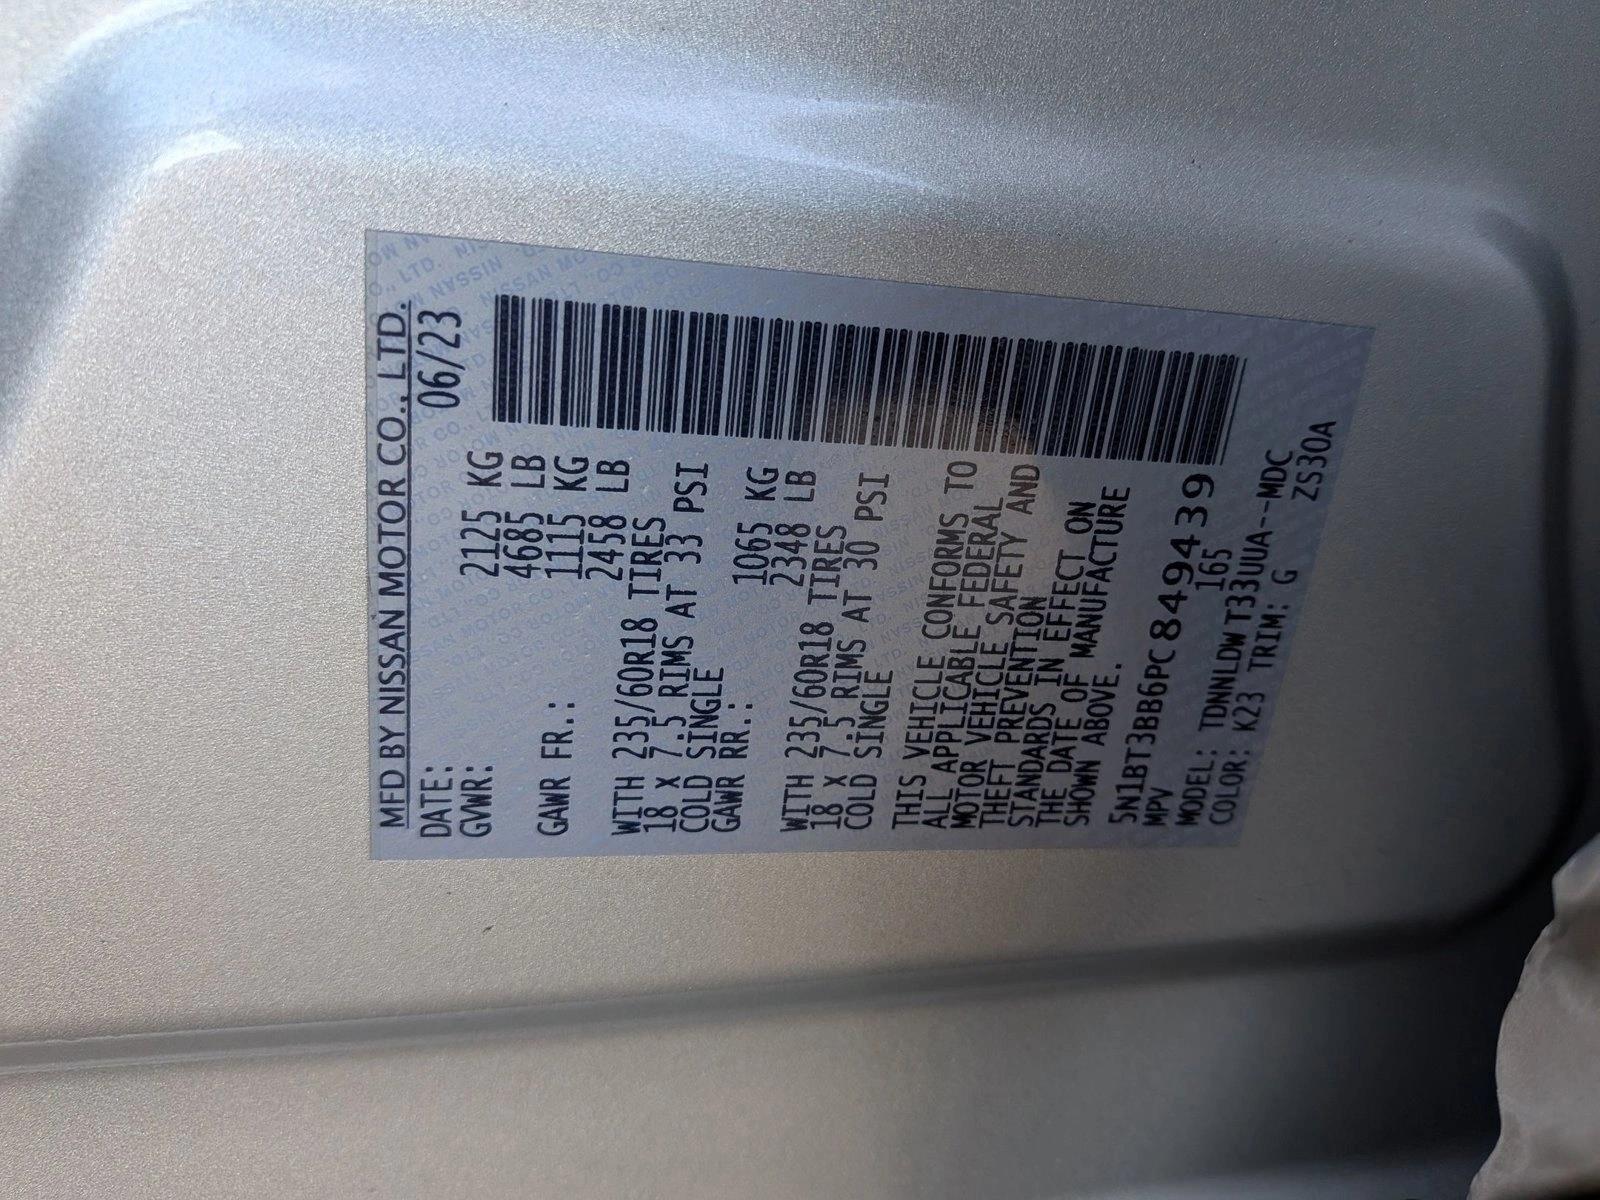 MFD BY NISSAN MOTOR CO., LTD.
DATE: 06/23
GVWR: 2125 KG
4685 LB
GAWR FR.: 1115 KG
2458 LB
WITH 235/60R18 TIRES
18 X 7.5 RIMS AT 33 PSI
COLD SINGLE
GAWR RR.: 1065 KG
2348 LB
WITH 235/60R18 TIRES
18 X 7.5 RIMS AT 30 PSI
COLD SINGLE
THIS VEHICLE CONFORMS TO
ALL APPLICABLE FEDERAL
MOTOR VEHICLE SAFETY AND
THEFT PREVENTION
STANDARDS IN EFFECT ON
THE DATE OF MANUFACTURE
SHOWN ABOVE.
5N1BT3BB6PC849439
MPV 165
MODEL: TDNNLDWT33UUA--MDC
COLOR: K23 TRIM: G ZS30A